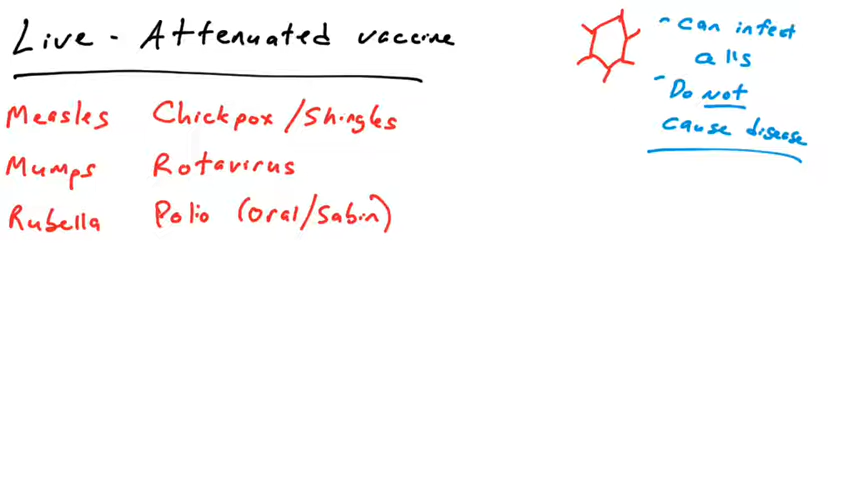 Live - Attenuated vaccine
Measles Chickpox/Shingles
Mumps Rotavirus
Rubella Polio (oral/Sabin)
- Can infect
cells
- Do not
cause disease